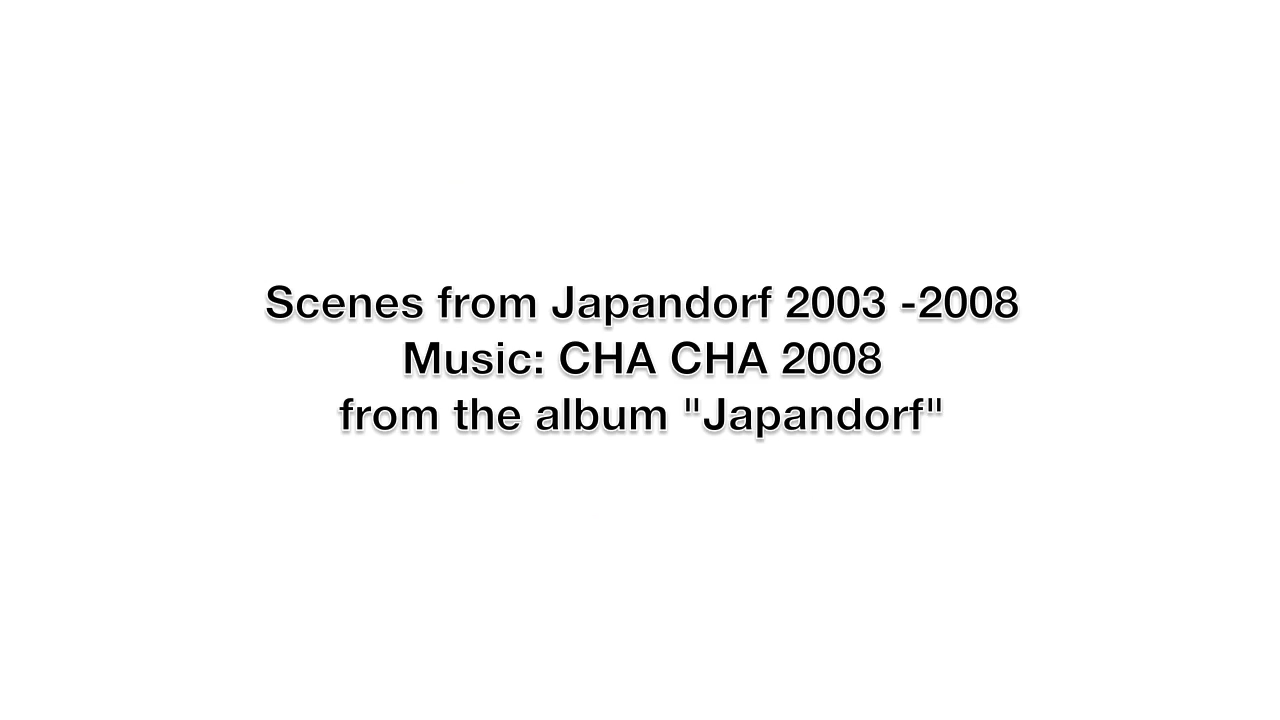 Scenes from Japandorf 2003 -2008
Music: CHA CHA 2008
from the album "Japandorf"